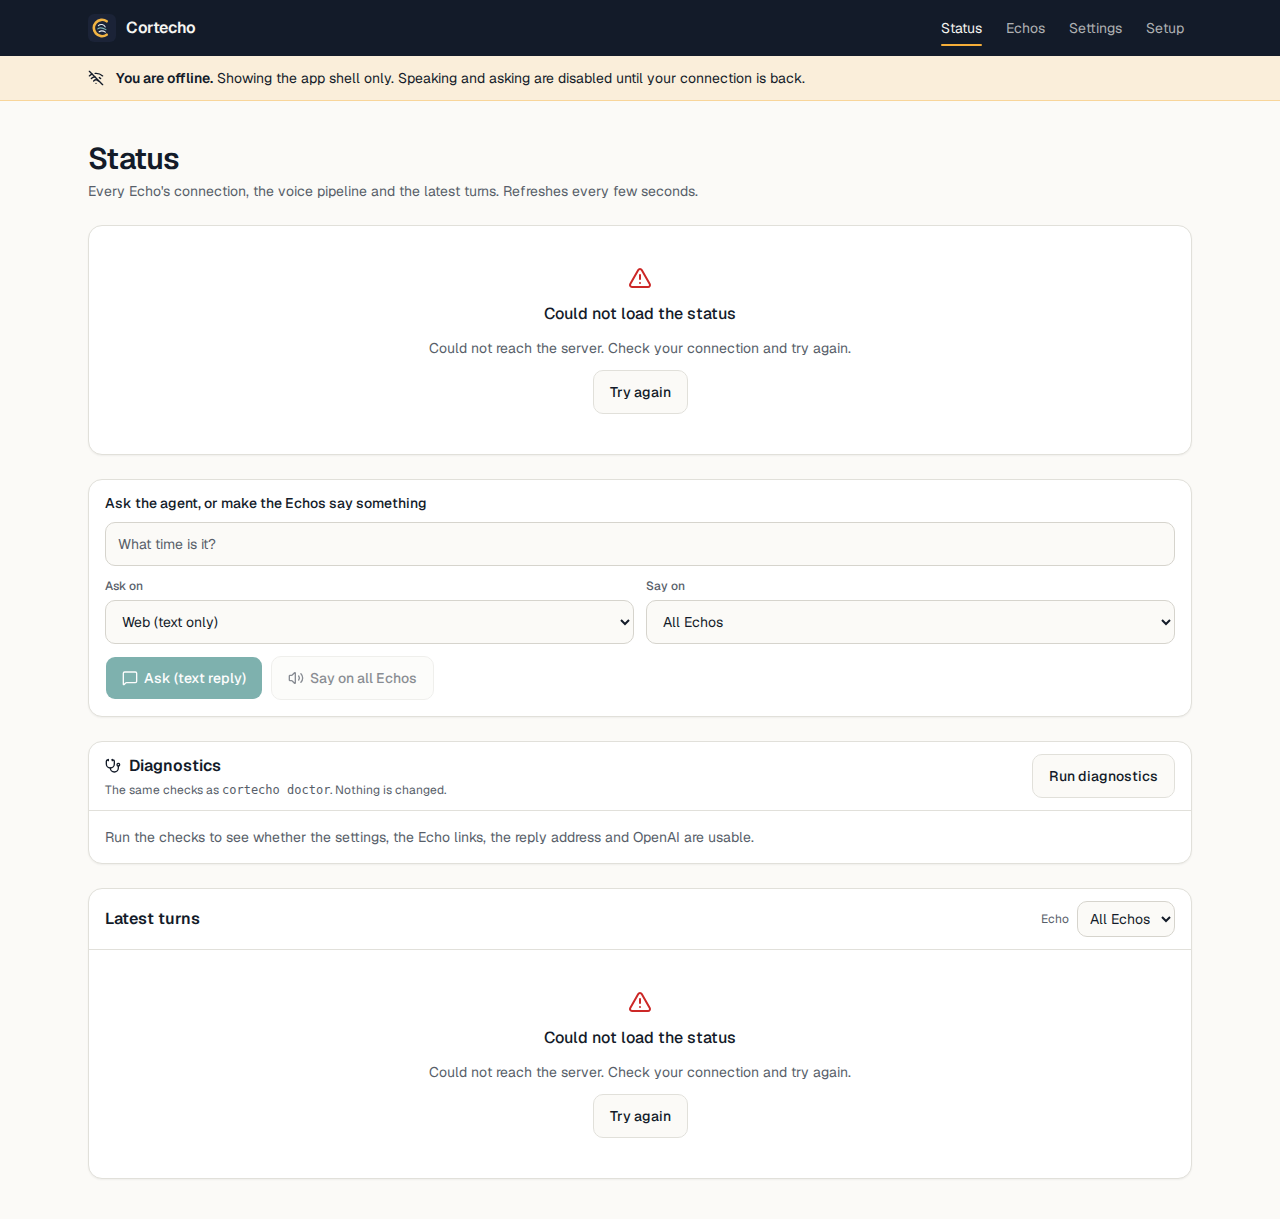 Cortecho
Status
Echos
Settings
Setup
You are offline. Showing the app shell only. Speaking and asking are disabled until your connection is back.
Status
Every Echo's connection, the voice pipeline and the latest turns. Refreshes every few seconds.
Could not load the status
Could not reach the server. Check your connection and try again.
Try again
Ask the agent, or make the Echos say something
What time is it?
Ask on
Say on
Web (text only)
All Echos
Ask (text reply)
Say on all Echos
Diagnostics
The same checks as cortecho doctor. Nothing is changed.
Run diagnostics
Run the checks to see whether the settings, the Echo links, the reply address and OpenAI are usable.
Latest turns
Echo
All Echos
Could not load the status
Could not reach the server. Check your connection and try again.
Try again